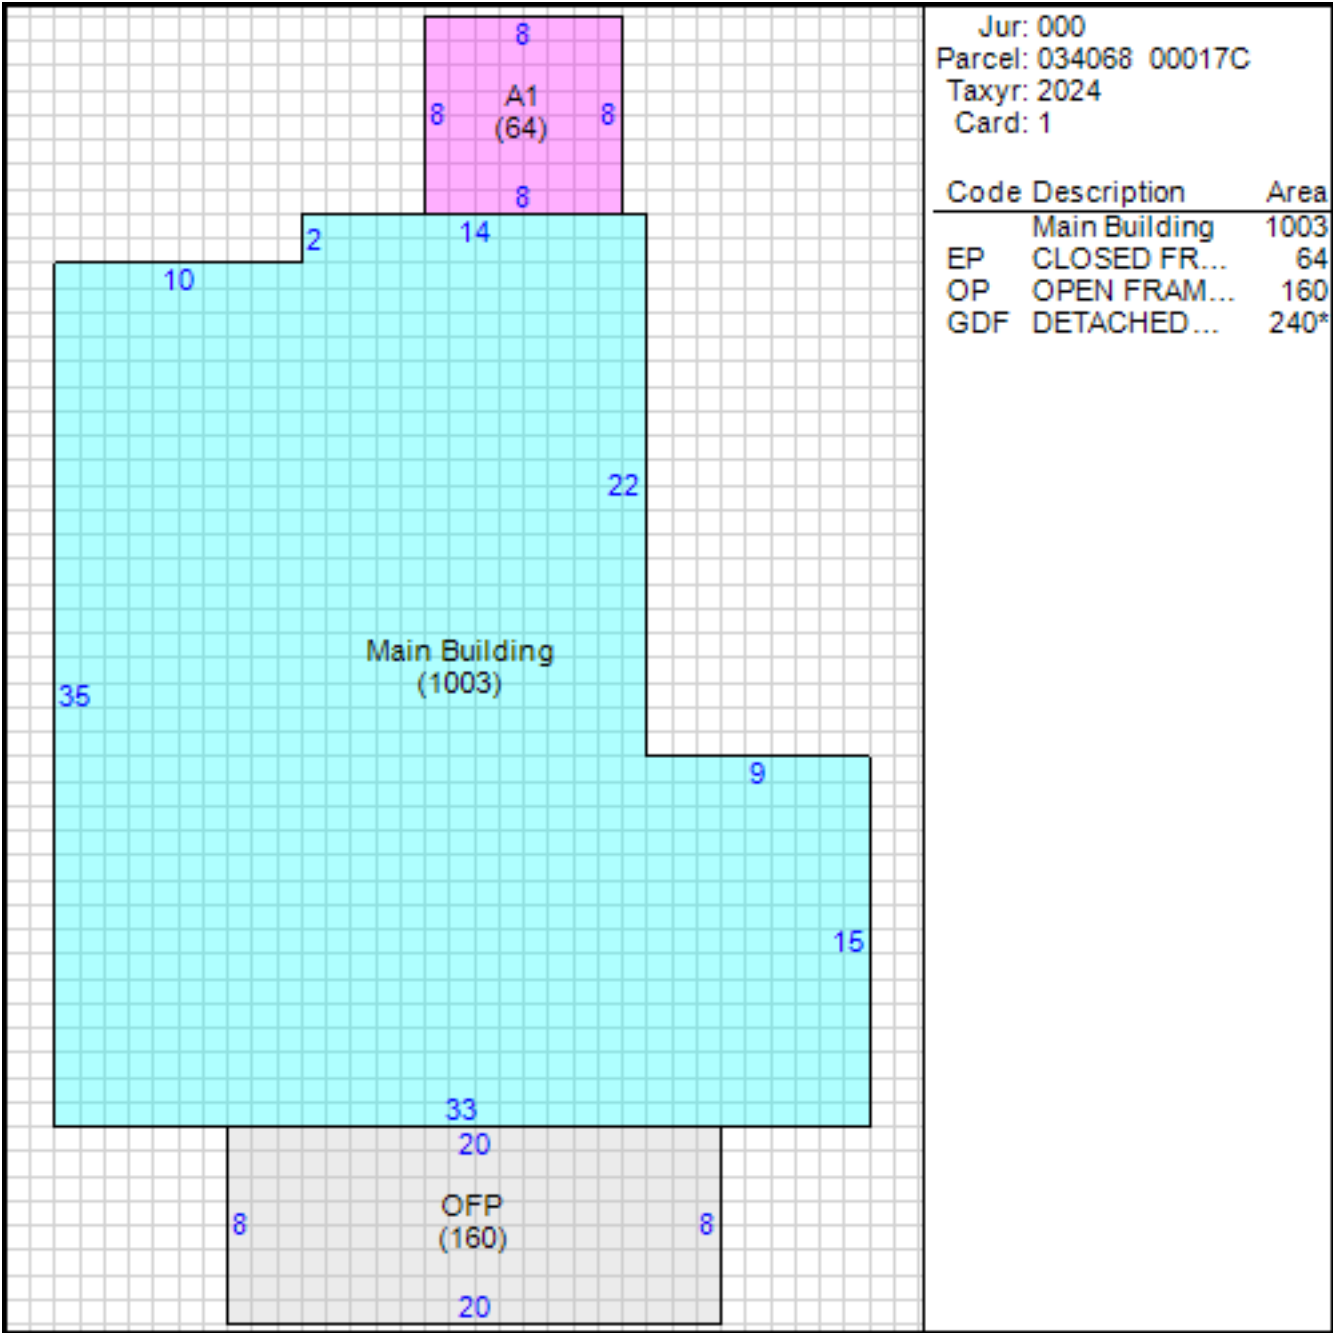 8
A1
8
8
(64)
8
2
14
10
22
Main Building
(1003)
35
9
15
33
20
OFP
8
8
(160)
20
Jur: 000
Parcel: 034068 00017C
Taxyr: 2024
Card: 1
Code Description Area
Main Building 1003
EP CLOSED FR... 64
OP OPEN FRAM... 160
GDF DETACHED... 240*